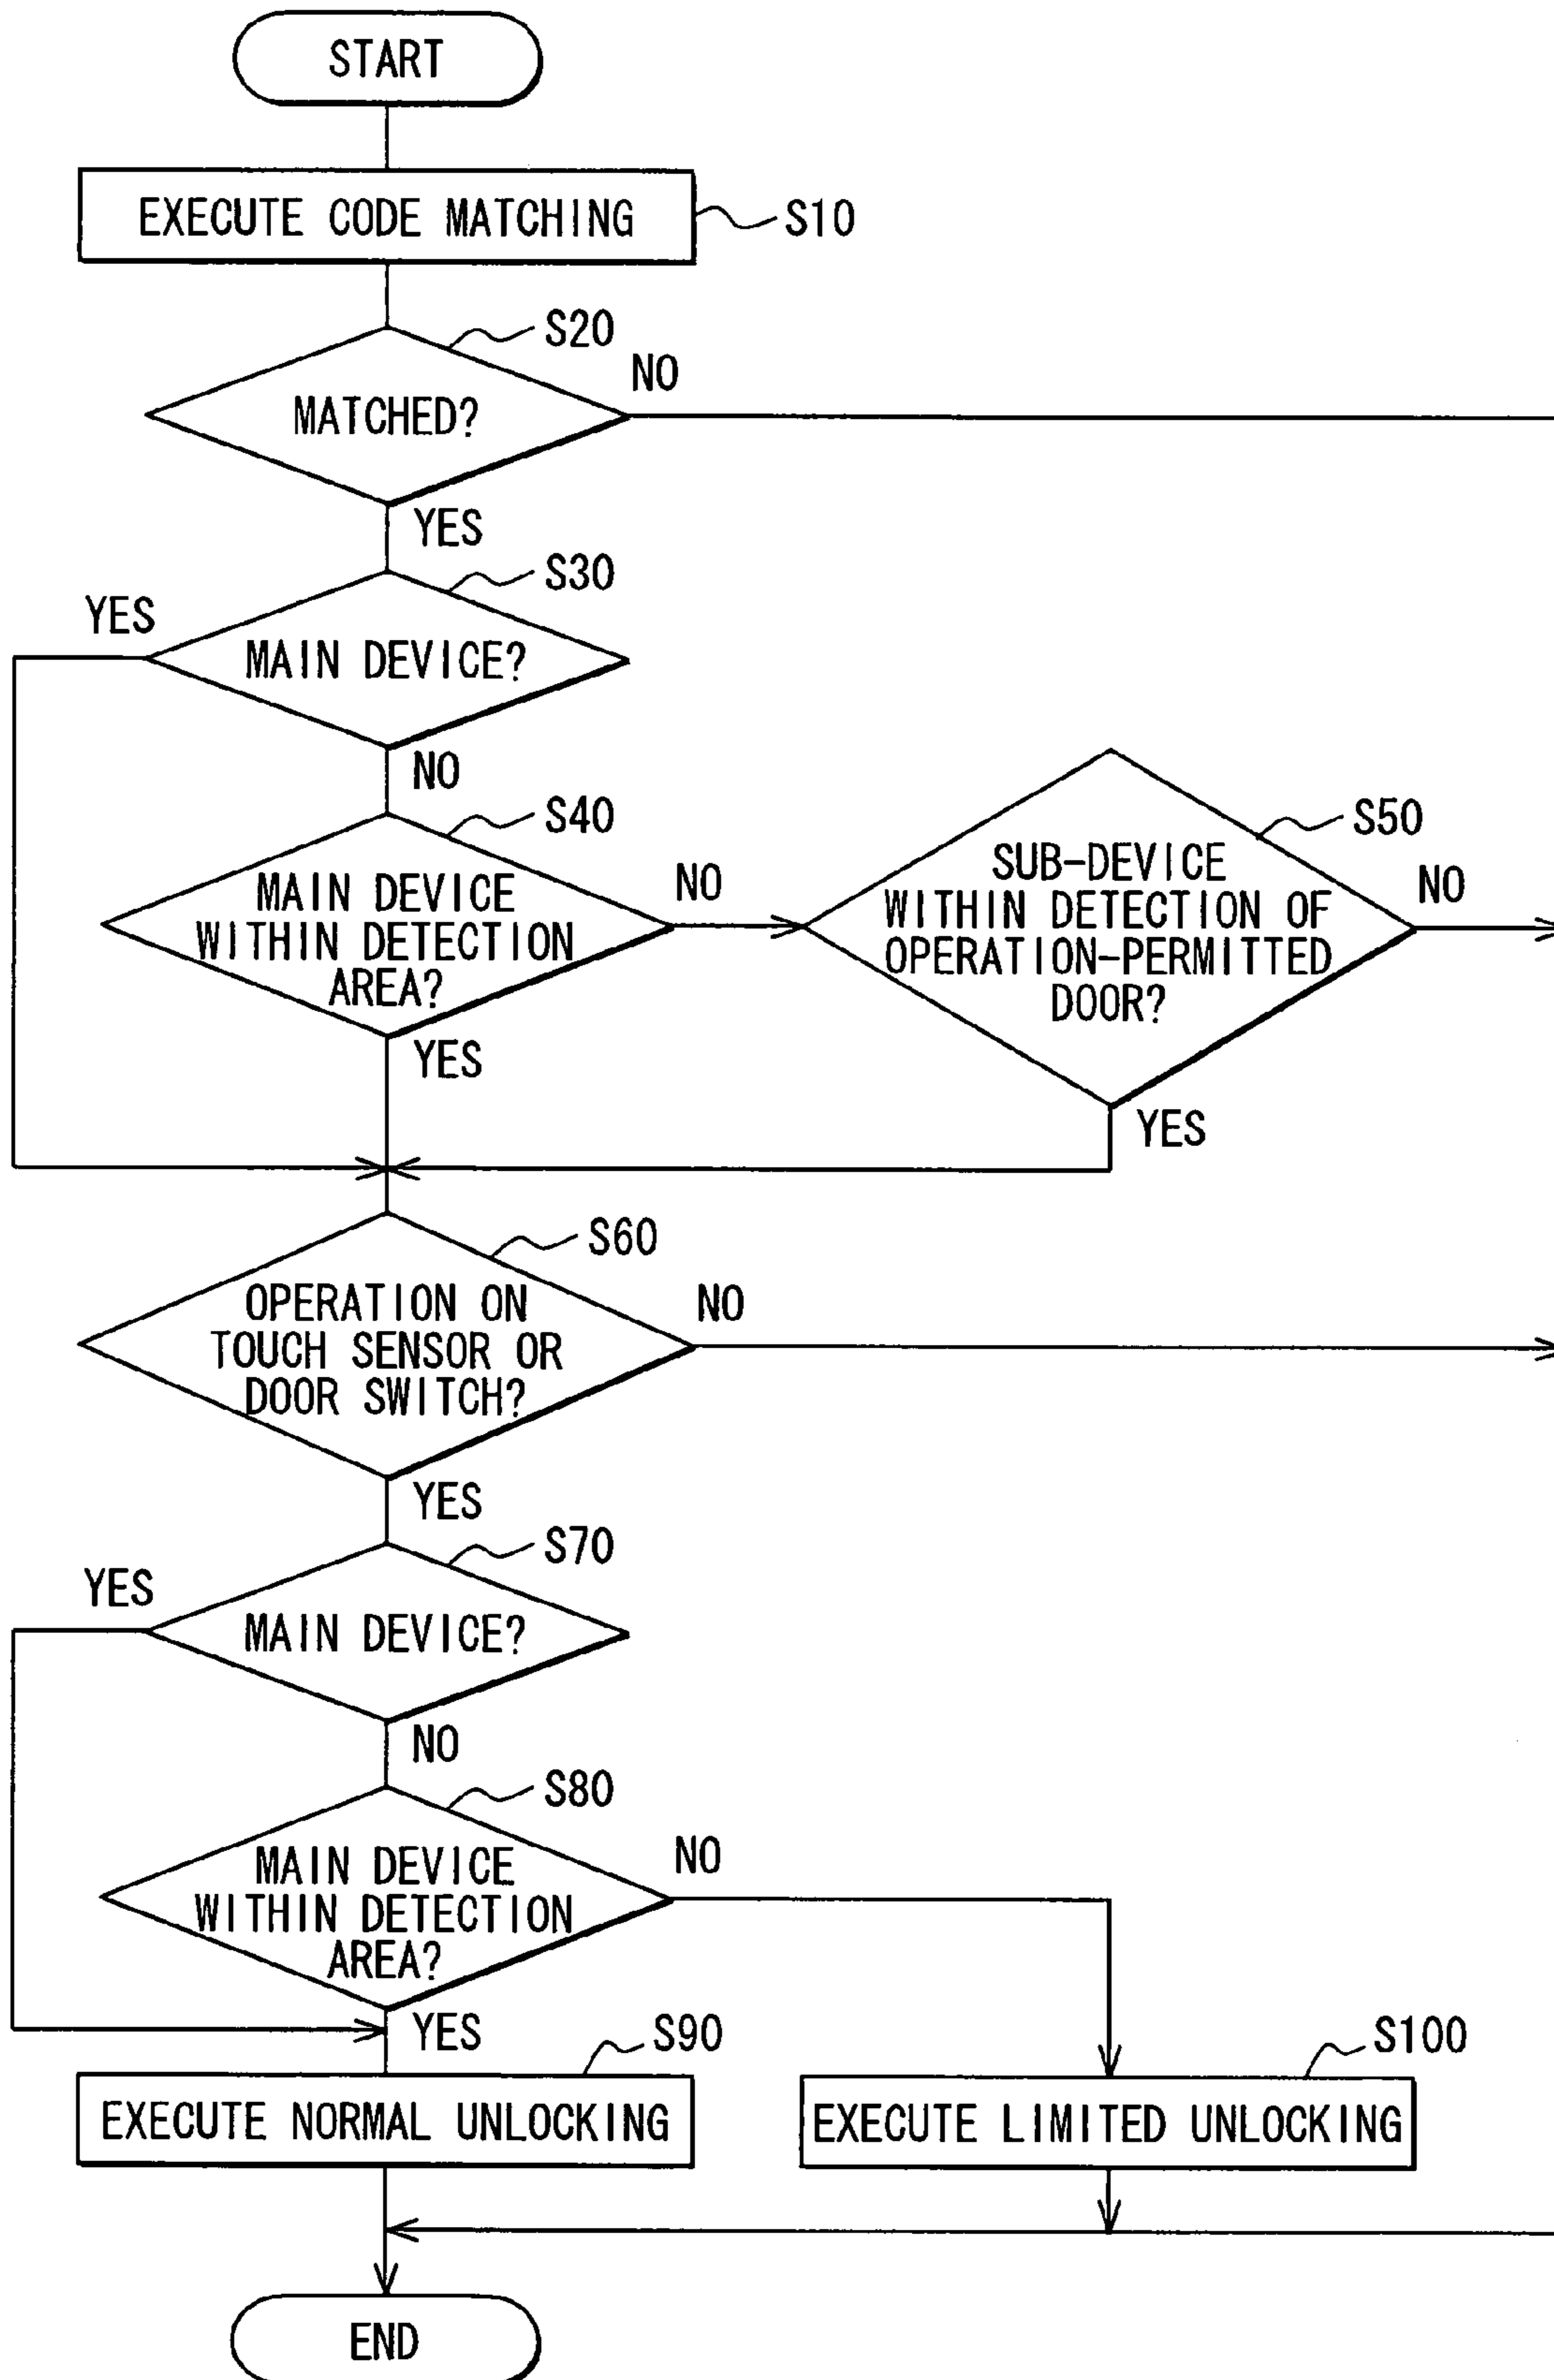 START
EXECUTE CODE MATCHING
S10
S20
MATCHED?
NO
YES
S30
YES
MAIN DEVICE?
NO
S40
MAIN DEVICE
WITHIN DETECTION
AREA?
NO
YES
S50
SUB-DEVICE
WITHIN DETECTION OF
OPERATION-PERMITTED
DOOR?
NO
YES
S60
OPERATION ON
TOUCH SENSOR OR
DOOR SWITCH?
NO
YES
S70
YES
MAIN DEVICE?
NO
S80
MAIN DEVICE
WITHIN DETECTION
AREA?
NO
YES
S90
EXECUTE NORMAL UNLOCKING
S100
EXECUTE LIMITED UNLOCKING
END